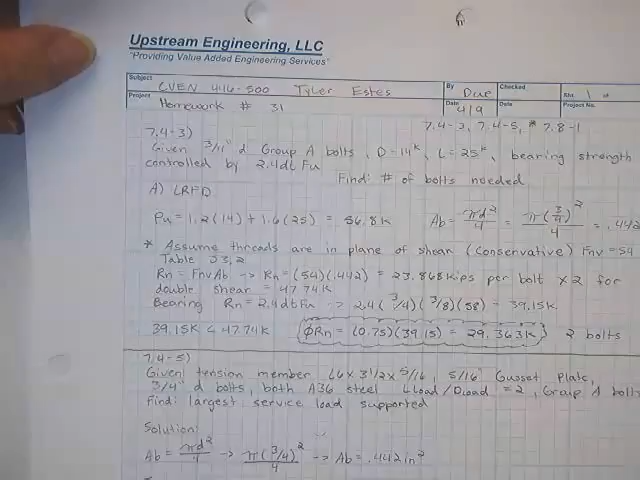 Upstream Engineering, LLC
"Providing Value Added Engineering Services"
Subject CVEN 446-500 Tyler Estes By Due Checked Sht. 1
Project Homework # 31 Date 4/9 Date Project No.
7.4-3, 7.4-5, * 7.8-1
7.4-3)
Given 3/4" d Group A bolts, D=14k, L=25k, bearing strength
controlled by 2.4dt Fu
Find: # of bolts needed
A) LRFD
Pu = 1.2(14) + 1.6(25) = 56.8k Ab = πd²/4 = π(3/4)²/4 = .442
* Assume threads are in plane of shear (conservative) Fnv = 54
Table J3.2
Rn = FnvAb -> Rn = (54)(.442) = 23.868kips per bolt x2 for
double shear = 47.74k
Bearing Rn = 2.4dtFu -> 2.4(3/4)(3/8)(58) = 39.15k
39.15k < 47.74k ϕRn = (0.75)(39.15) = 29.363k 2 bolts
7.4-5)
Given tension member L6x3 1/2x5/16, 5/16" Gusset Plate,
3/4" d bolts, both A36 steel Lload/Dload = 2, Group A bolts
Find: largest service load supported
Solution:
Ab = πd²/4 -> π(3/4)²/4 -> Ab = .442in²